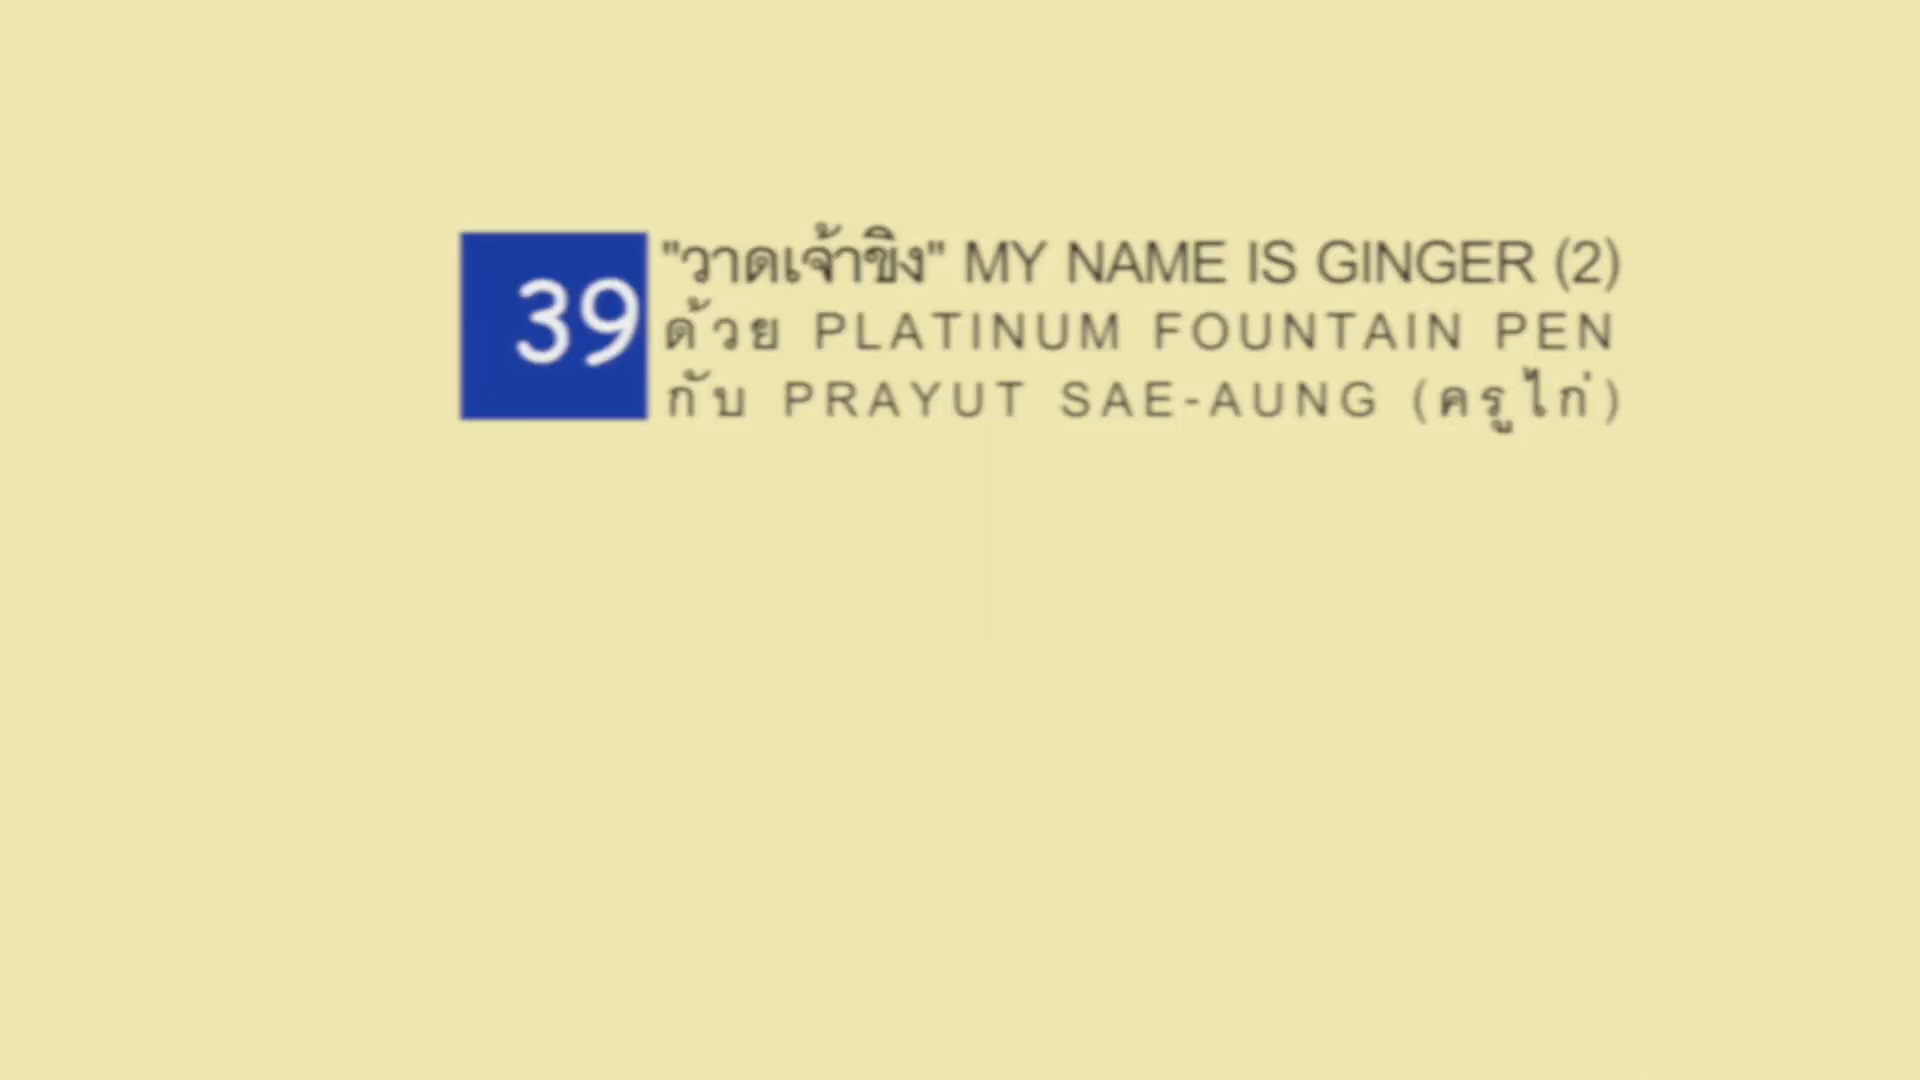 39
"วาดเจ้าขิง" MY NAME IS GINGER (2)
ด้วย PLATINUM FOUNTAIN PEN
กับ PRAYUT SAE-AUNG (ครูไก่)